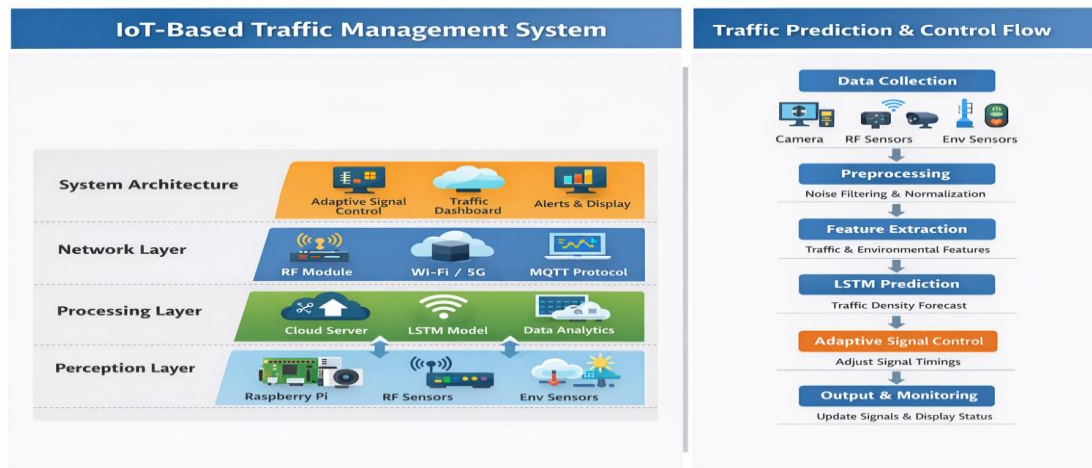 IoT-Based Traffic Management System
System Architecture
Adaptive Signal
Control
Traffic
Dashboard
Alerts & Display
Network Layer
RF Module
Wi-Fi / 5G
MQTT Protocol
Processing Layer
Cloud Server
LSTM Model
Data Analytics
Perception Layer
Raspberry Pi
RF Sensors
Env Sensors
Traffic Prediction & Control Flow
Data Collection
Camera
RF Sensors
Env Sensors
Preprocessing
Noise Filtering & Normalization
Feature Extraction
Traffic & Environmental Features
LSTM Prediction
Traffic Density Forecast
Adaptive Signal Control
Adjust Signal Timings
Output & Monitoring
Update Signals & Display Status